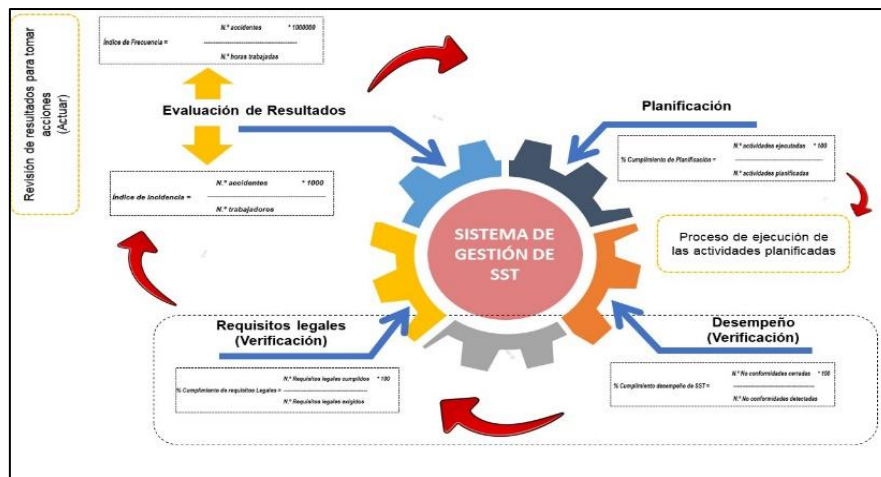 Revisión de resultados para tomar
acciones
(Actuar)
N.º accidentes * 1000000
Índice de Frecuencia =
N.º horas trabajadas
Evaluación de Resultados
N.º accidentes * 1000
Índice de Incidencia =
N.º trabajadores
Planificación
N.º actividades ejecutadas * 100
% Cumplimiento de Planificación =
N.º actividades planificadas
Proceso de ejecución de
las actividades planificadas
SISTEMA DE
GESTIÓN DE
SST
Requisitos legales
(Verificación)
N.º Requisitos legales cumplidos * 100
% Cumplimiento de requisitos Legales =
N.º Requisitos legales exigidos
Desempeño
(Verificación)
N.º No conformidades cerradas * 100
% Cumplimiento desempeño de SST =
N.º No conformidades detectadas